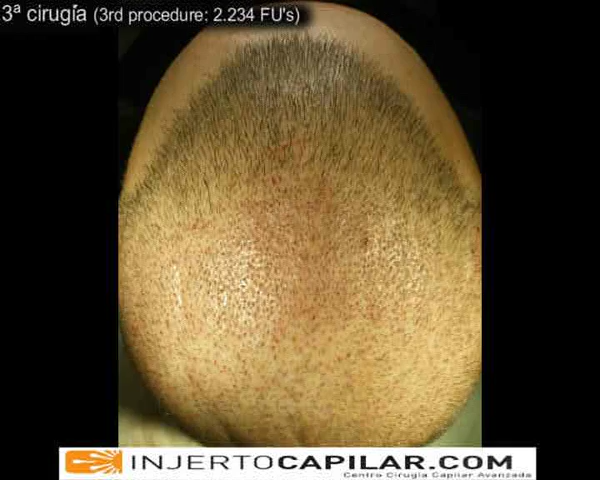 3ª cirugía (3rd procedure: 2.234 FU's)
INJERTOCAPILAR.COM
Centro Cirugía Capilar Avanzada